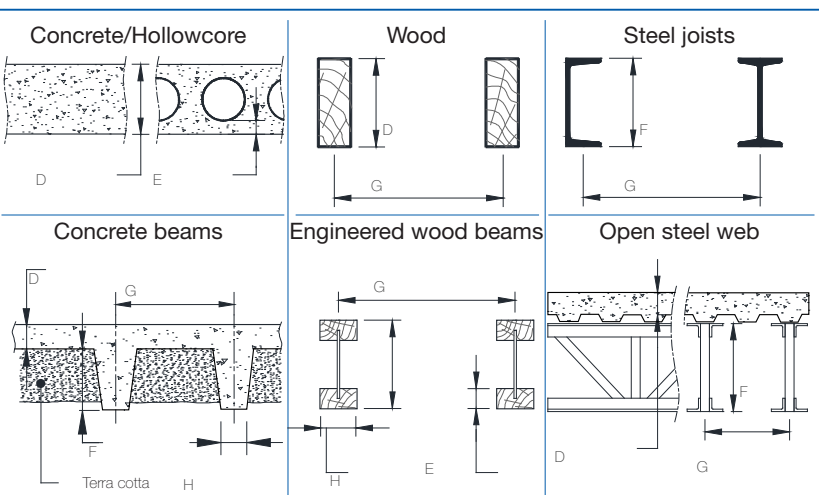 Concrete/Hollowcore
Wood
Steel joists
D
E
D
G
F
G
Concrete beams
Engineered wood beams
Open steel web
D
G
F
Terra cotta
H
G
H
E
F
D
G